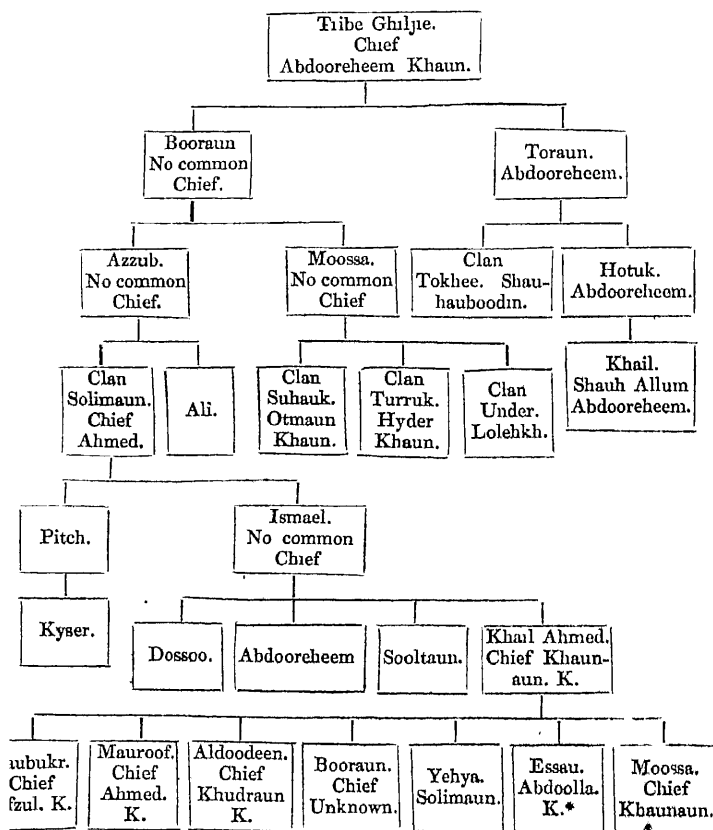 Tribe Ghiljie.
Chief
Abdooreheem Khaun.
Booraun
No common
Chief.
Toraun.
Abdooreheem.
Azzub.
No common
Chief.
Moossa.
No common
Chief
Clan
Tokhee. Shau-
hauboodin.
Hotuk.
Abdooreheem.
Clan
Solimaun.
Chief
Ahmed.
Ali.
Clan
Suhauk.
Otmaun
Khaun.
Clan
Turruk.
Hyder
Khaun.
Clan
Under.
Lolehkh.
Khail.
Shauh Allum
Abdooreheem.
Pitch.
Ismael.
No common
Chief
Kyser.
Dossoo.
Abdooreheem
Sooltaun.
Khail Ahmed.
Chief Khaun-
aun. K.
aubukr.
Chief
fzul. K.
Mauroof.
Chief
Ahmed.
K.
Aldoodeen.
Chief
Khudraun
K.
Booraun.
Chief
Unknown.
Yehya.
Solimaun.
Essau.
Abdoolla.
K.*
Moossa.
Chief
Khaunaun.